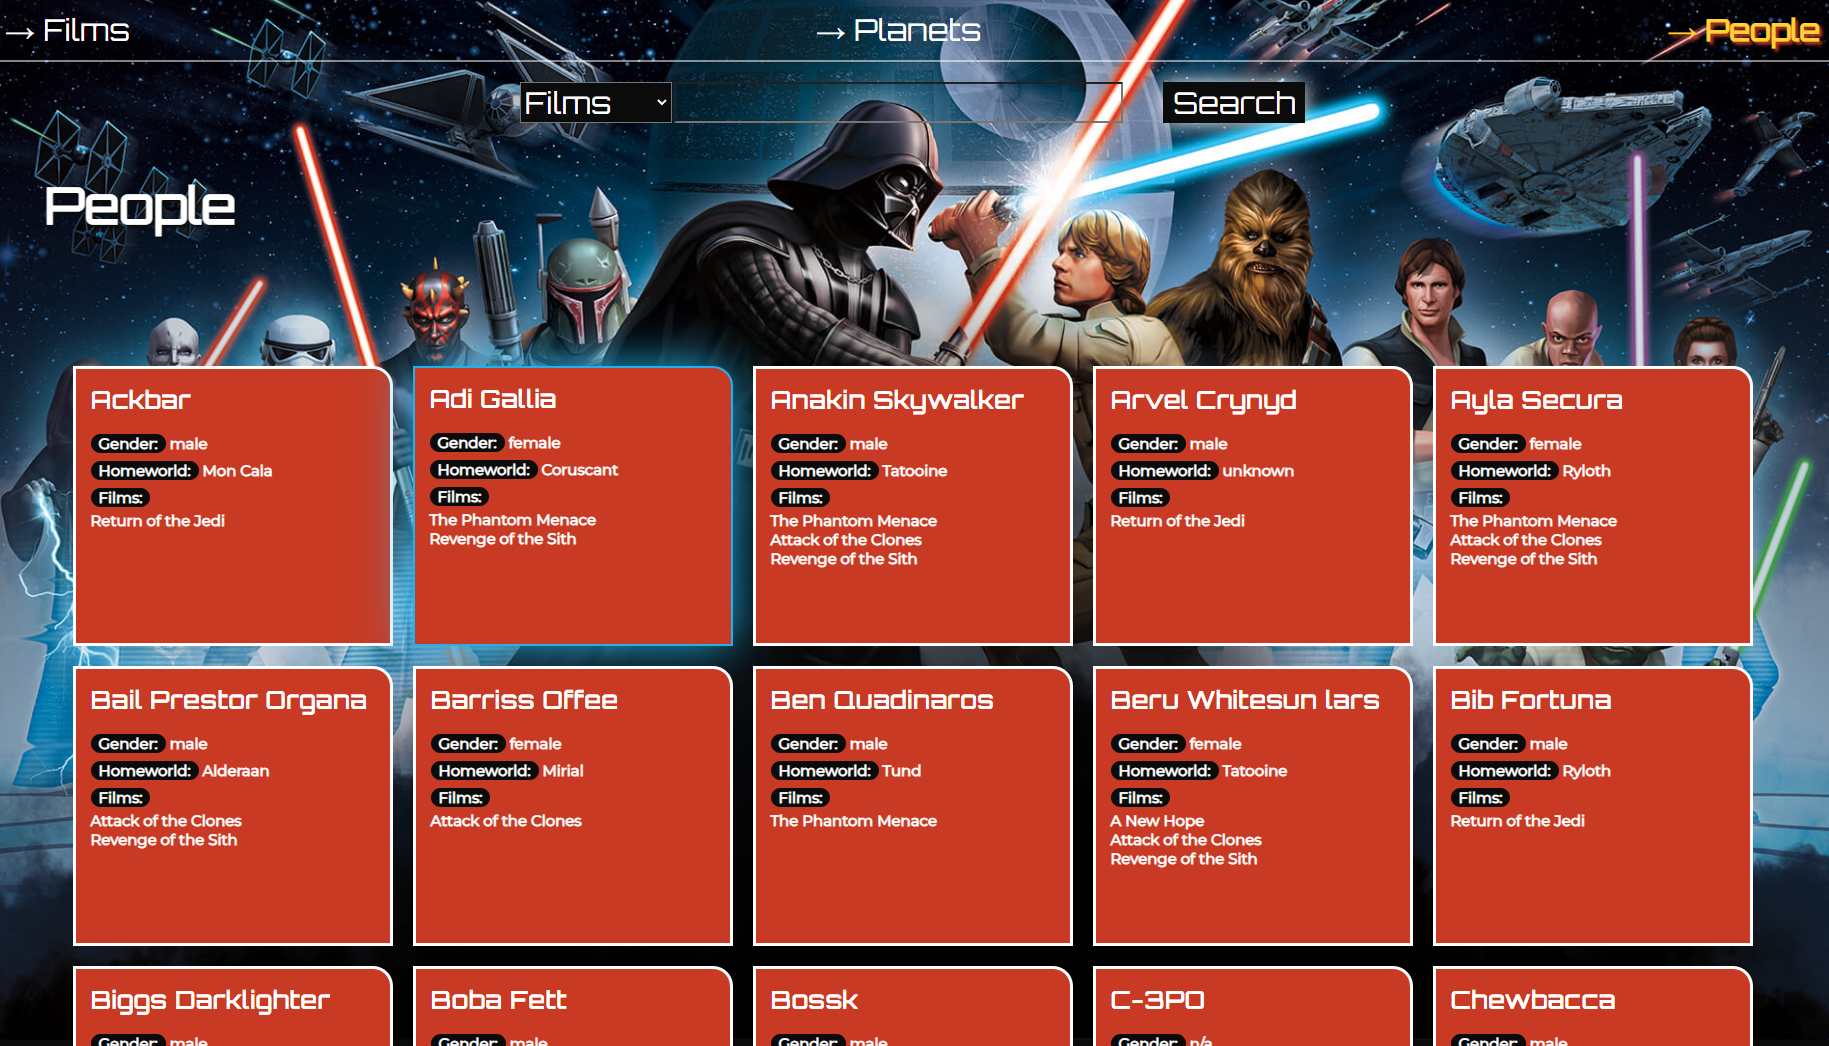 → Films
→ Planets
→ People
Films
Search
People
Ackbar
Gender: male
Homeworld: Mon Cala
Films:
Return of the Jedi
Adi Gallia
Gender: female
Homeworld: Coruscant
Films:
The Phantom Menace
Revenge of the Sith
Anakin Skywalker
Gender: male
Homeworld: Tatooine
Films:
The Phantom Menace
Attack of the Clones
Revenge of the Sith
Arvel Crynyd
Gender: male
Homeworld: unknown
Films:
Return of the Jedi
Ayla Secura
Gender: female
Homeworld: Ryloth
Films:
The Phantom Menace
Attack of the Clones
Revenge of the Sith
Bail Prestor Organa
Gender: male
Homeworld: Alderaan
Films:
Attack of the Clones
Revenge of the Sith
Barriss Offee
Gender: female
Homeworld: Mirial
Films:
Attack of the Clones
Ben Quadinaros
Gender: male
Homeworld: Tund
Films:
The Phantom Menace
Beru Whitesun lars
Gender: female
Homeworld: Tatooine
Films:
A New Hope
Attack of the Clones
Revenge of the Sith
Bib Fortuna
Gender: male
Homeworld: Ryloth
Films:
Return of the Jedi
Biggs Darklighter
Gender: male
Boba Fett
Gender: male
Bossk
Gender: male
C-3PO
Gender: n/a
Chewbacca
Gender: male